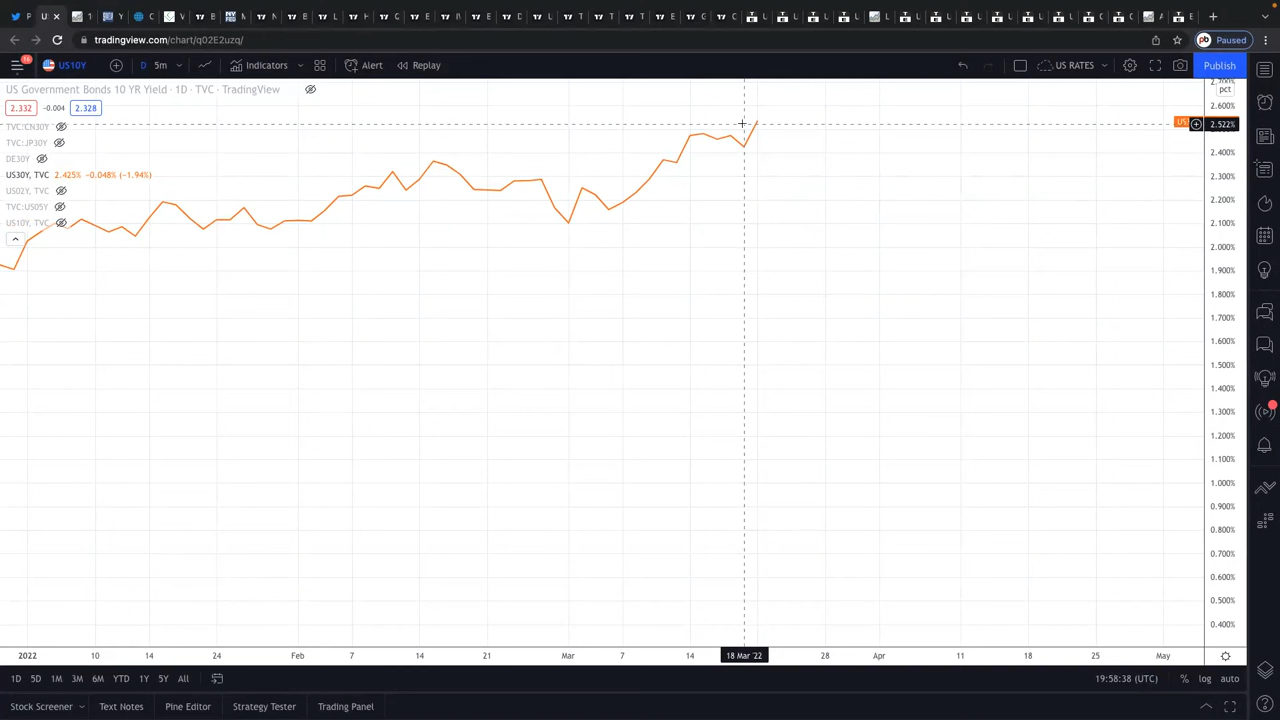 tradingview.com/chart/q02E2uzq/
Paused
US10Y
D 5m
Indicators
Alert
Replay
US RATES
Publish
US Government Bonds 10 YR Yield · 1D · TVC · TradingView
2.332 -0.004 2.328
TVC:CN30Y
TVC:JP30Y
DE30Y
US30Y, TVC 2.425% -0.048% (-1.94%)
US02Y, TVC
TVC:US05Y
US10Y, TVC
pct
2.600%
2.522%
2.400%
2.300%
2.200%
2.100%
2.000%
1.900%
1.800%
1.700%
1.600%
1.500%
1.400%
1.300%
1.200%
1.100%
1.000%
0.900%
0.800%
0.700%
0.600%
0.500%
0.400%
2022 10 14 24 Feb 7 14 21 Mar 7 14 18 Mar '22 28 Apr 11 18 25 May
1D 5D 1M 3M 6M YTD 1Y 5Y All
19:58:38 (UTC) % log auto
Stock Screener Text Notes Pine Editor Strategy Tester Trading Panel